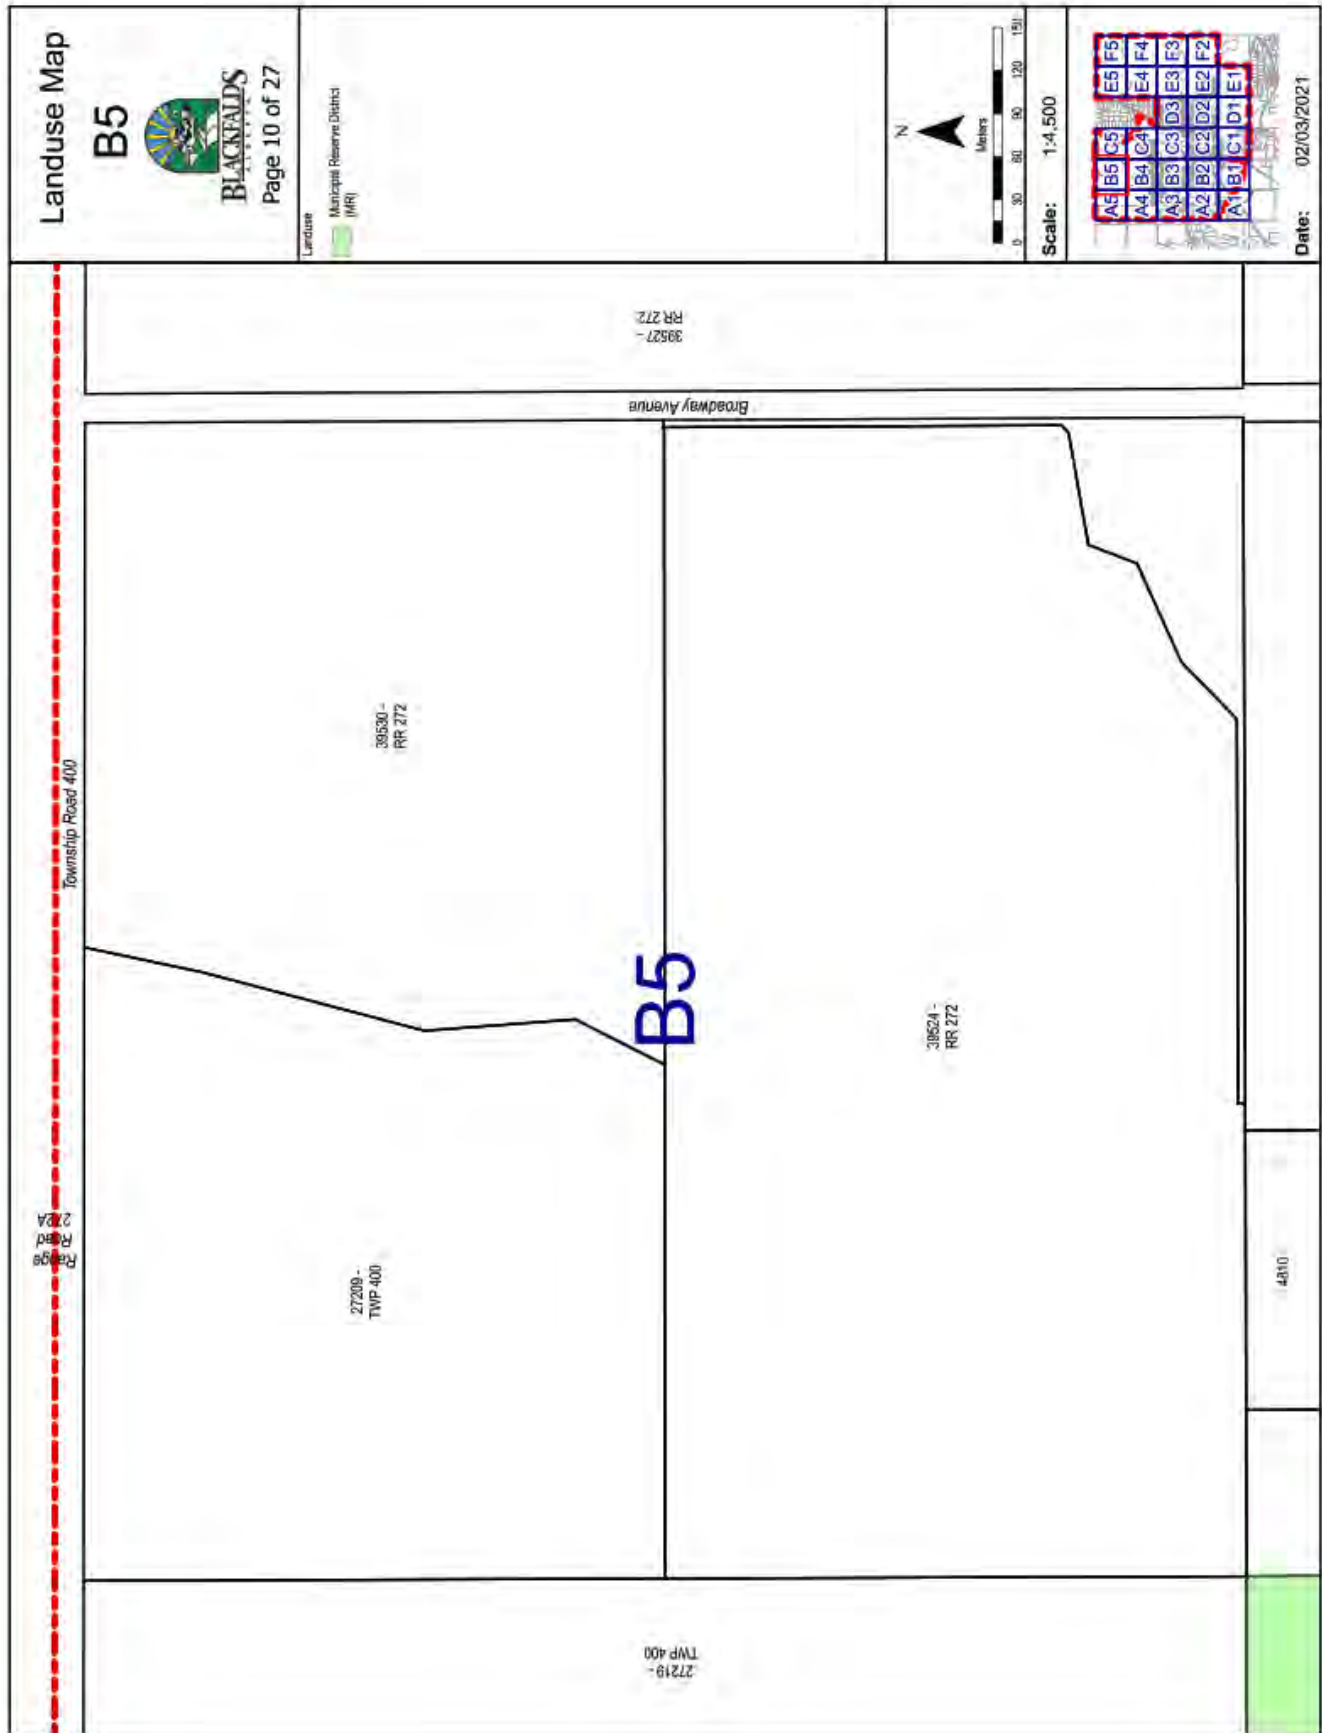 Landuse Map
B5
BLACKFALDS
ALBERTA
Page 10 of 27
Landuse
Municipal Reserve District
(MR)
N
Meters
0 30 60 90 120 150
Scale: 1:4,500
A5 B5 C5 E5 F5
A4 B4 C4 E4 F4
A3 B3 C3 D3 E3 F3
A2 B2 C2 D2 E2 F2
A1 B1 C1 D1 E1
Date: 02/03/2021
Township Road 400
Range
Road
272A
39527 -
RR 272
Broadway Avenue
39530 -
RR 272
27209 -
TWP 400
B5
39524 -
RR 272
27219 -
TWP 400
4810